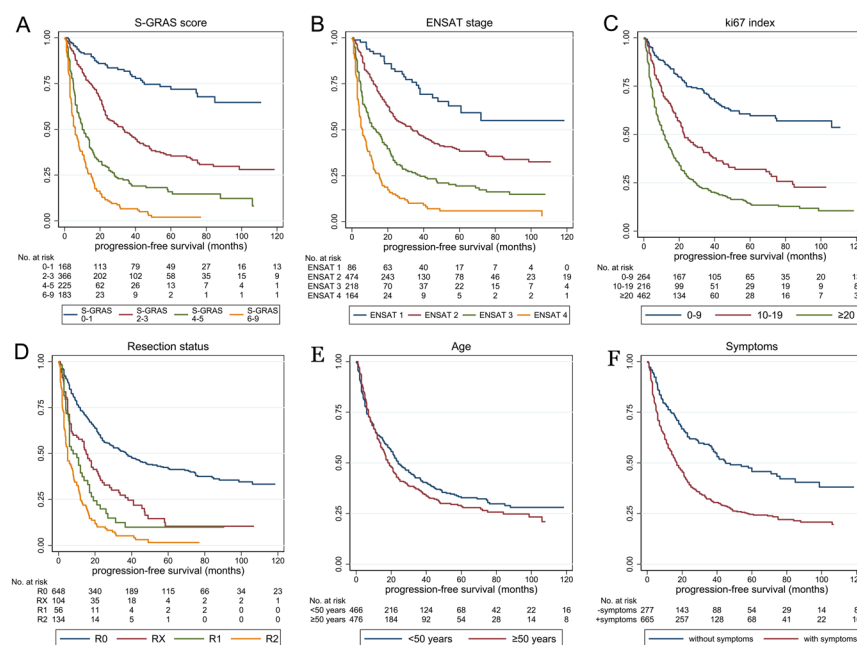 A
S-GRAS score
1.00
0.75
0.50
0.25
0.00
0 20 40 60 80 100 120
progression-free survival (months)
No. at risk
0-1 168 113 79 49 27 16 13
2-3 366 202 102 58 35 15 9
4-5 225 62 26 13 7 4 1
6-9 183 23 9 2 1 1 1
S-GRAS 0-1 S-GRAS 2-3 S-GRAS 4-5 S-GRAS 6-9
B
ENSAT stage
1.00
0.75
0.50
0.25
0.00
0 20 40 60 80 100 120
progression-free survival (months)
No. at risk
ENSAT 1 86 63 40 17 7 4 0
ENSAT 2 474 243 130 78 46 23 19
ENSAT 3 218 70 37 22 15 7 4
ENSAT 4 164 24 9 5 2 2 1
ENSAT 1 ENSAT 2 ENSAT 3 ENSAT 4
C
ki67 index
1.00
0.75
0.50
0.25
0.00
0 20 40 60 80 100 120
progression-free survival (months)
No. at risk
0-9 264 167 105 65 35 20
10-19 216 99 51 29 19 9
≥20 462 134 60 28 16 7
0-9 10-19 ≥20
D
Resection status
1.00
0.75
0.50
0.25
0.00
0 20 40 60 80 100 120
progression-free survival (months)
No. at risk
R0 648 340 189 115 66 34 23
RX 104 35 18 4 2 2 1
R1 56 11 4 2 2 0 0
R2 134 14 5 1 0 0 0
R0 RX R1 R2
E
Age
1.00
0.75
0.50
0.25
0.00
0 20 40 60 80 100 120
progression-free survival (months)
No. at risk
<50 years 466 216 124 68 42 22 16
≥50 years 476 184 92 54 28 14 8
<50 years ≥50 years
F
Symptoms
1.00
0.75
0.50
0.25
0.00
0 20 40 60 80 100 120
progression-free survival (months)
No. at risk
-symptoms 277 143 88 54 29 14
+symptoms 665 257 128 68 41 22
without symptoms with symptoms